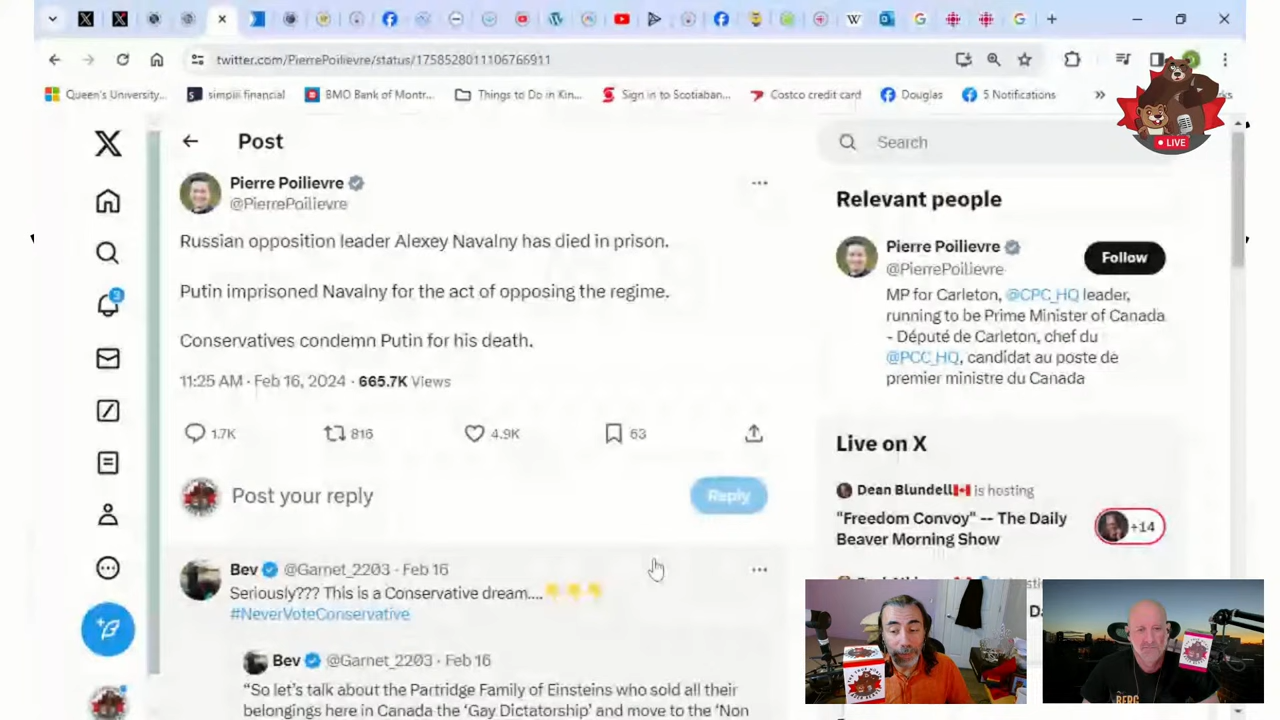 twitter.com/PierrePoilievre/status/1758528011106766911
Queen's University...
simplii financial
BMO Bank of Montr...
Things to Do in Kin...
Sign in to Scotiaban...
Costco credit card
Douglas
5 Notifications
»
LIVE
Post
Search
Pierre Poilievre
@PierrePoilievre
Russian opposition leader Alexey Navalny has died in prison.
Putin imprisoned Navalny for the act of opposing the regime.
Conservatives condemn Putin for his death.
11:25 AM · Feb 16, 2024 · 665.7K Views
1.7K
816
4.9K
63
Post your reply
Reply
Bev @Garnet_2203 · Feb 16
Seriously??? This is a Conservative dream....
#NeverVoteConservative
Bev @Garnet_2203 · Feb 16
"So let's talk about the Partridge Family of Einsteins who sold all their
belongings here in Canada the 'Gay Dictatorship' and move to the 'Non
Relevant people
Pierre Poilievre
@PierrePoilievre
Follow
MP for Carleton, @CPC_HQ leader,
running to be Prime Minister of Canada
- Député de Carleton, chef du
@PCC_HQ, candidat au poste de
premier ministre du Canada
Live on X
Dean Blundell is hosting
"Freedom Convoy" -- The Daily
Beaver Morning Show
+14